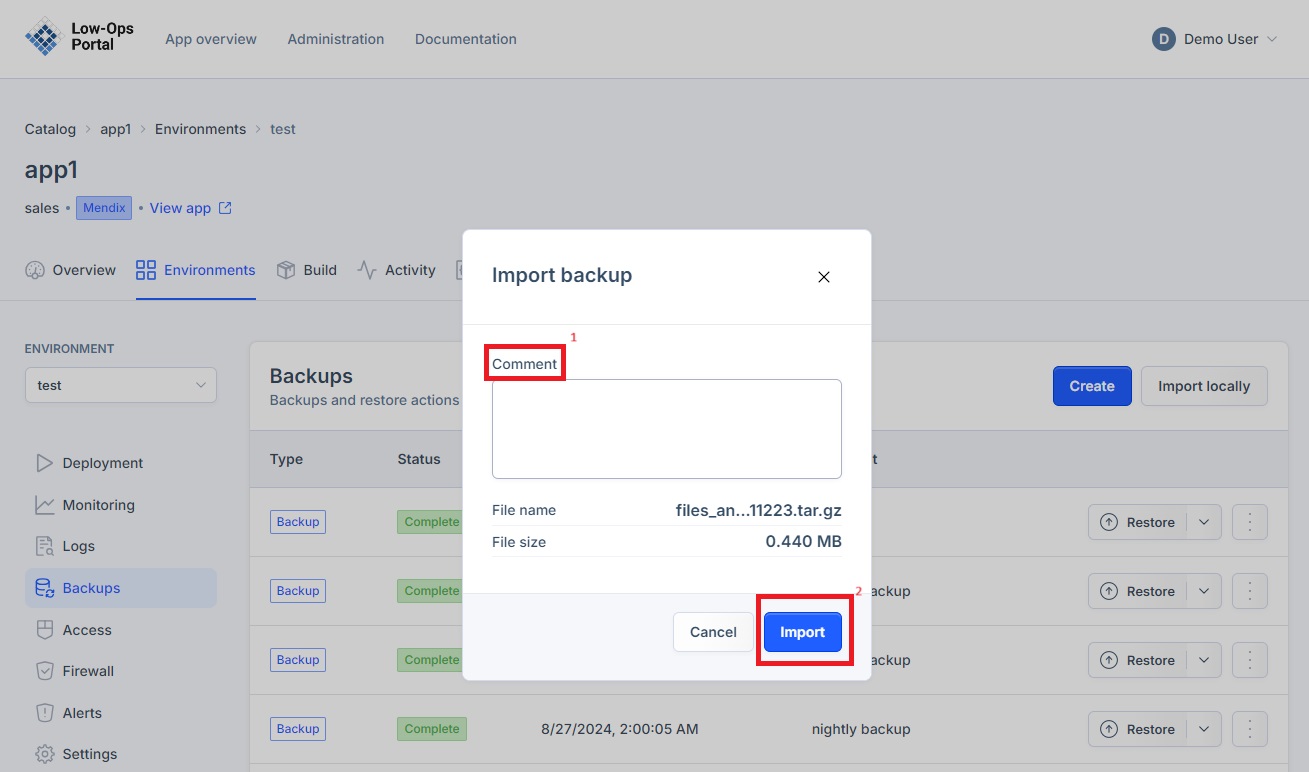 Low-Ops
Portal
App overview
Administration
Documentation
D
Demo User
Catalog > app1 > Environments > test
app1
sales • Mendix • View app
Overview
Environments
Build
Activity
Import backup
1
Comment
File name files_an...11223.tar.gz
File size 0.440 MB
2
Cancel
Import
ENVIRONMENT
test
Deployment
Monitoring
Logs
Backups
Access
Firewall
Alerts
Settings
Backups
Backups and restore actions
Create
Import locally
Type Status t
Backup Complete Restore
Backup Complete ackup Restore
Backup Complete ackup Restore
Backup Complete 8/27/2024, 2:00:05 AM nightly backup Restore